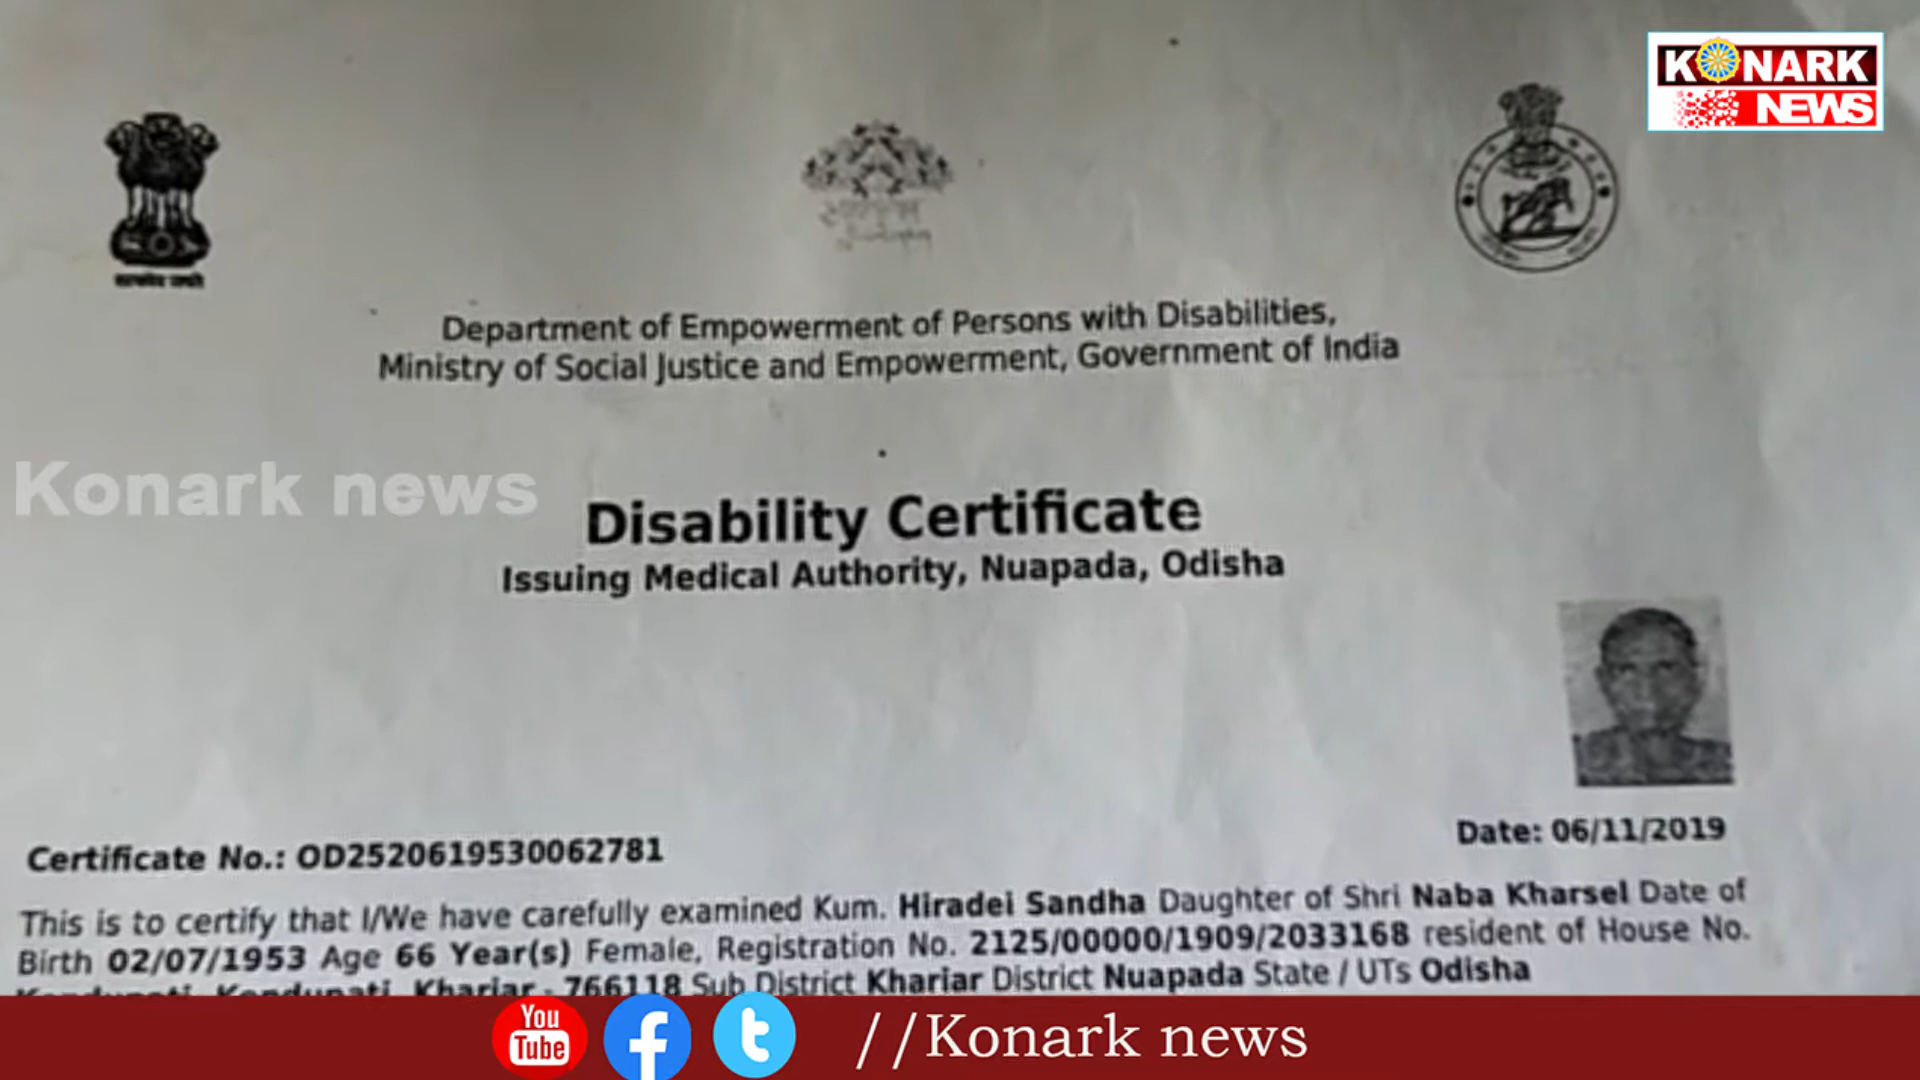 KONARK
NEWS
Department of Empowerment of Persons with Disabilities,
Ministry of Social Justice and Empowerment, Government of India
Konark news
Disability Certificate
Issuing Medical Authority, Nuapada, Odisha
Certificate No.: OD2520619530062781
Date: 06/11/2019
This is to certify that I/We have carefully examined Kum. Hiradei Sandha Daughter of Shri Naba Kharsel Date of
Birth 02/07/1953 Age 66 Year(s) Female, Registration No. 2125/00000/1909/2033168 resident of House No.
Khariar - 766118 Sub District Khariar District Nuapada State / UTs Odisha
You
Tube
//Konark news